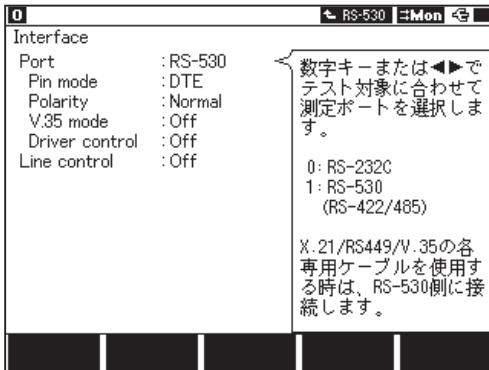 0 RS-530 Mon
Interface
Port :RS-530
Pin mode :DTE
Polarity :Normal
V.35 mode :Off
Driver control :Off
Line control :Off
数字キーまたは◀▶で
テスト対象に合わせて
測定ポートを選択しま
す。
0: RS-232C
1: RS-530
(RS-422/485)
X.21/RS449/V.35の各
専用ケーブルを使用す
る時は、RS-530側に接
続します。